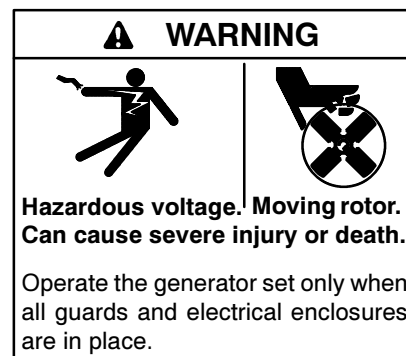 WARNING
Hazardous voltage. Moving rotor.
Can cause severe injury or death.
Operate the generator set only when
all guards and electrical enclosures
are in place.